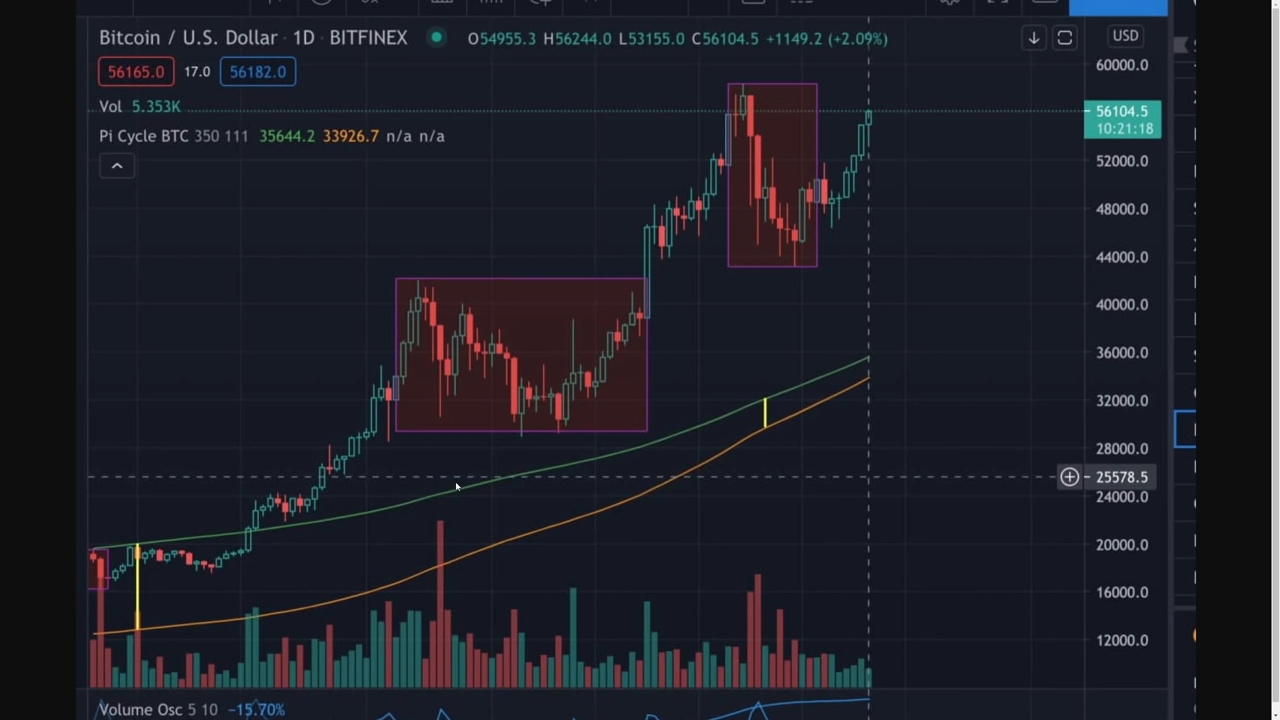 Bitcoin / U.S. Dollar · 1D · BITFINEX
O54955.3 H56244.0 L53155.0 C56104.5 +1149.2 (+2.09%)
USD
56165.0 17.0 56182.0
60000.0
Vol 5.353K
56104.5
10:21:18
Pi Cycle BTC 350 111 35644.2 33926.7 n/a n/a
52000.0
48000.0
44000.0
40000.0
36000.0
32000.0
28000.0
25578.5
24000.0
20000.0
16000.0
12000.0
Volume Osc 5 10 −15.70%